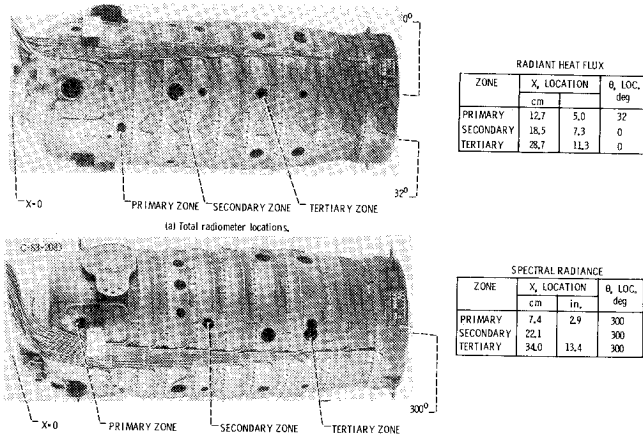 0°
32°
X=0
PRIMARY ZONE
SECONDARY ZONE
TERTIARY ZONE
(a) Total radiometer locations.
RADIANT HEAT FLUX
ZONE X, LOCATION θ, LOC. deg
cm
PRIMARY 12.7 5.0 32
SECONDARY 18.5 7.3 0
TERTIARY 28.7 11.3 0
C-83-2083
300°
X=0
PRIMARY ZONE
SECONDARY ZONE
TERTIARY ZONE
SPECTRAL RADIANCE
ZONE X, LOCATION θ, LOC. deg
cm in.
PRIMARY 7.4 2.9 300
SECONDARY 22.1 300
TERTIARY 34.0 13.4 300